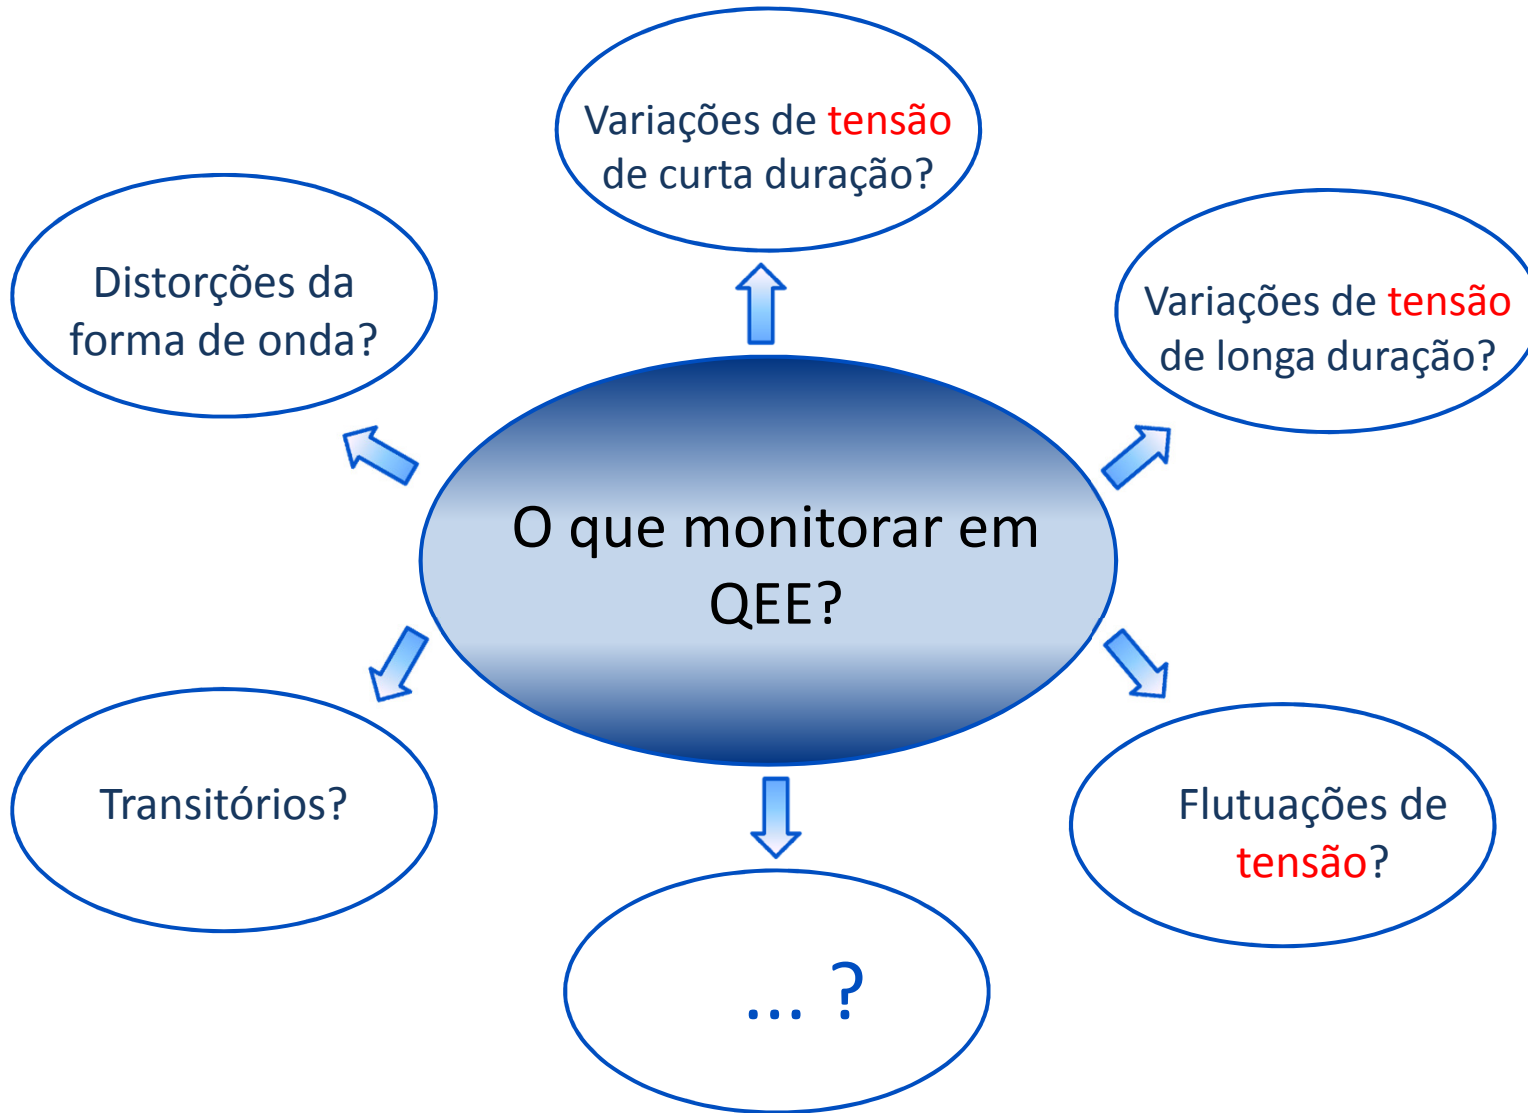 Variações de tensão
de curta duração?
Distorções da
forma de onda?
Variações de tensão
de longa duração?
O que monitorar em
QEE?
Transitórios?
Flutuações de
tensão?
... ?